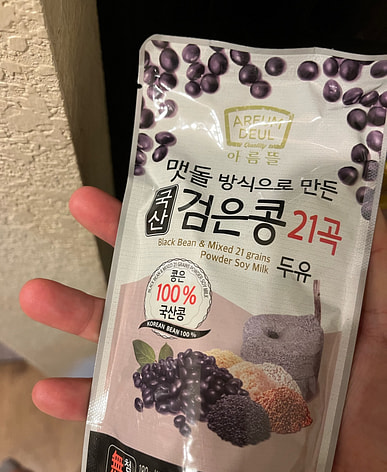 AREUM
DEUL
Quality
아름뜰
맷돌 방식으로 만든
국산 검은콩 21곡
Black Bean & Mixed 21 grains
Powder Soy Milk
두유
콩은
100%
국산콩
KOREAN BEAN 100%
無